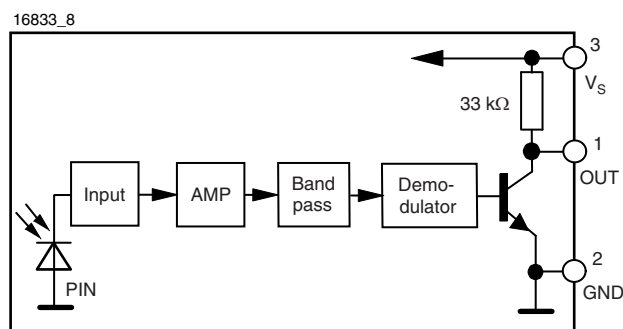 16833_8
3
V_S
33 kΩ
1
OUT
Input
AMP
Band
pass
Demo-
dulator
2
GND
PIN